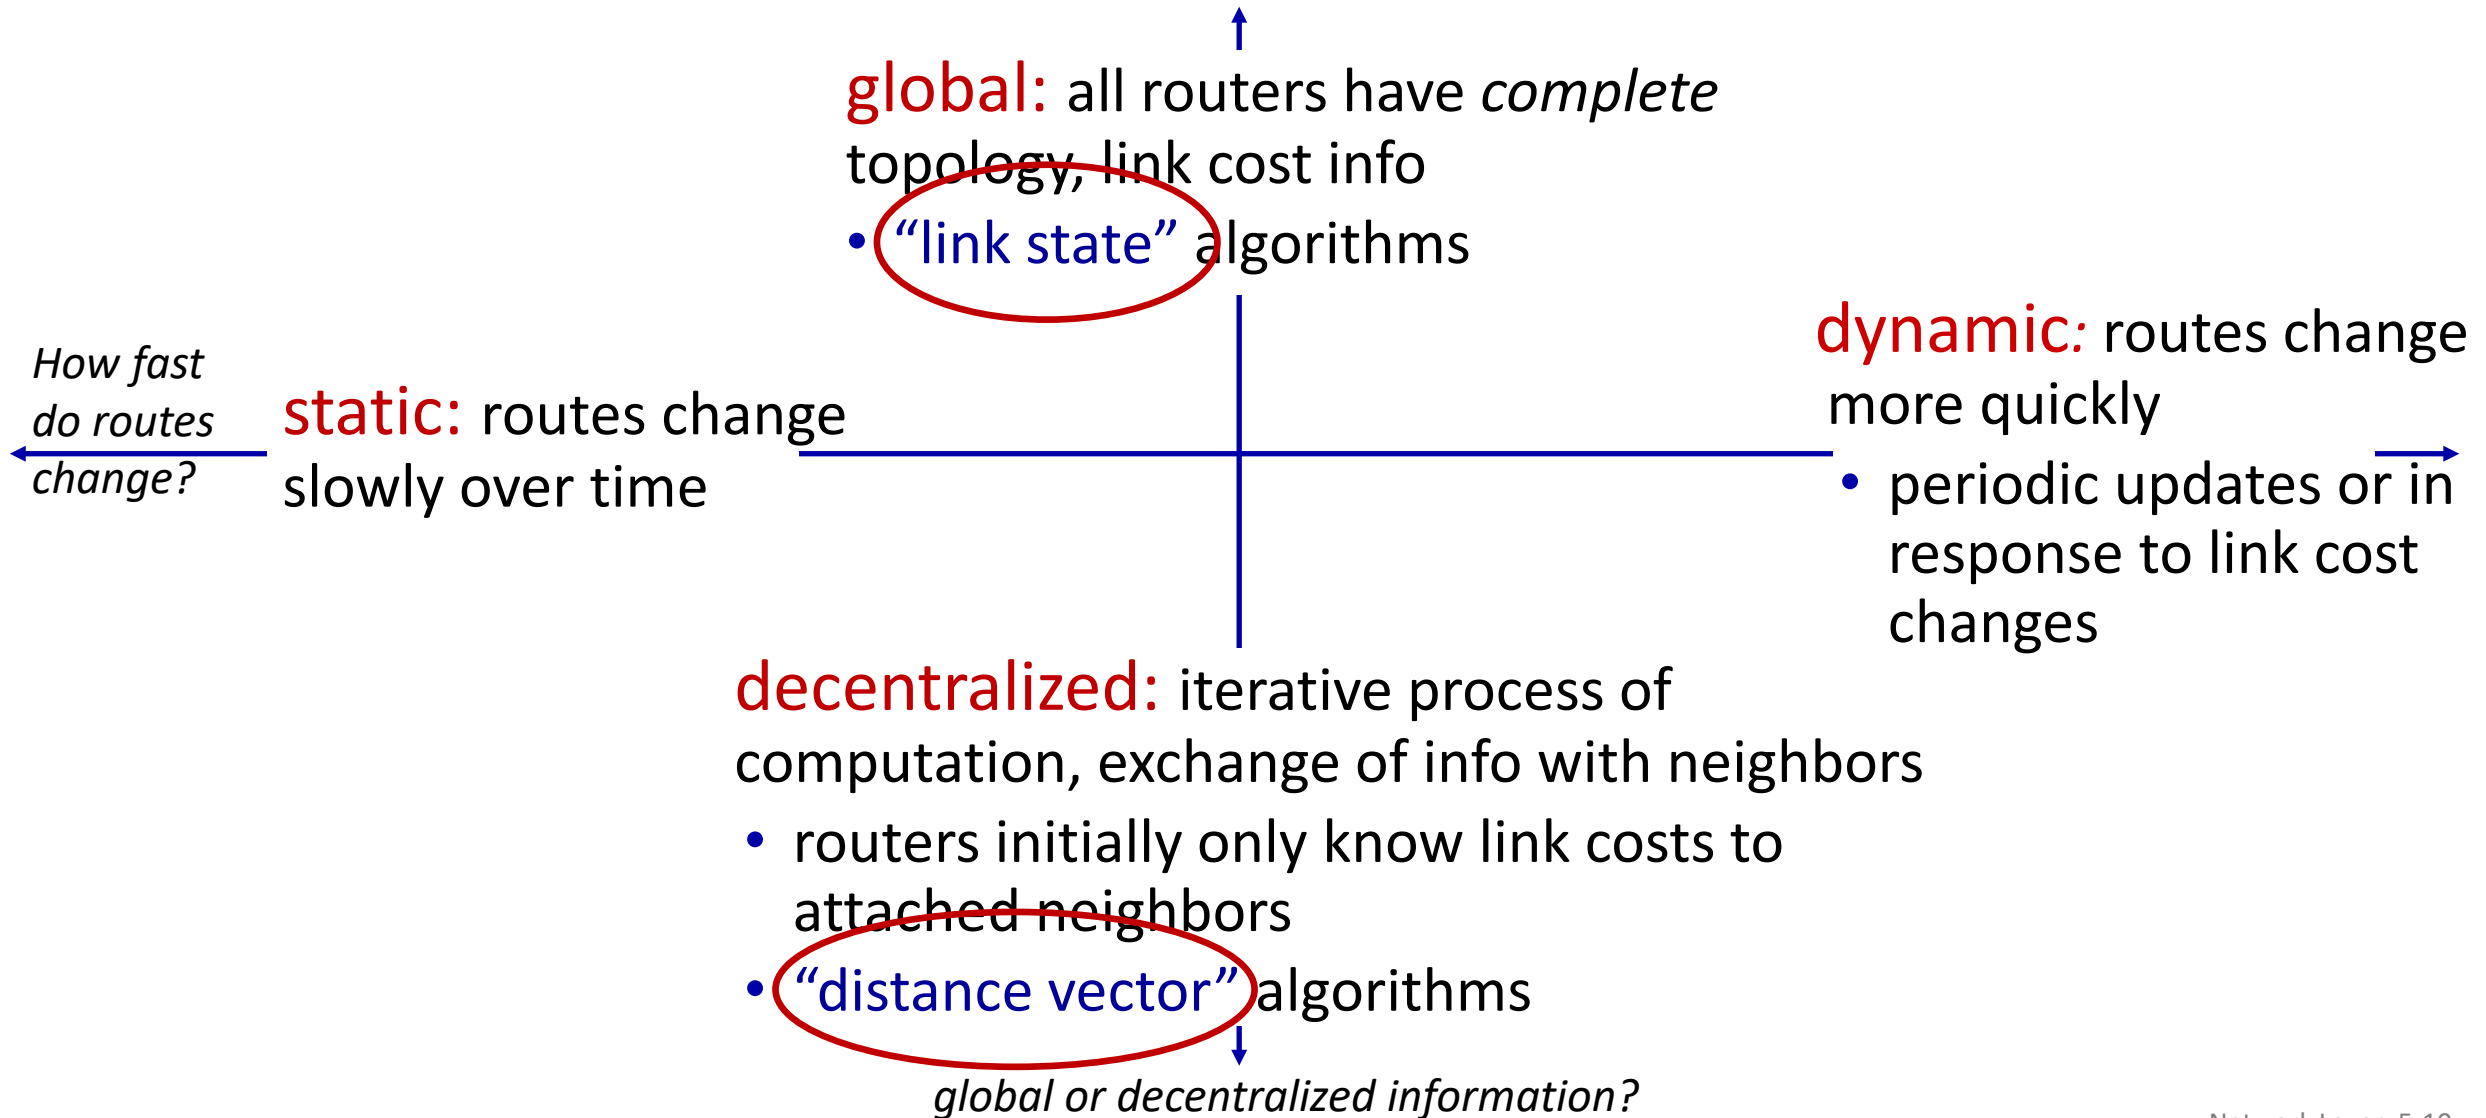 global: all routers have complete
topology, link cost info
• “link state” algorithms
How fast
do routes
change?
static: routes change
slowly over time
dynamic: routes change
more quickly
• periodic updates or in
response to link cost
changes
decentralized: iterative process of
computation, exchange of info with neighbors
• routers initially only know link costs to
attached neighbors
• “distance vector” algorithms
global or decentralized information?